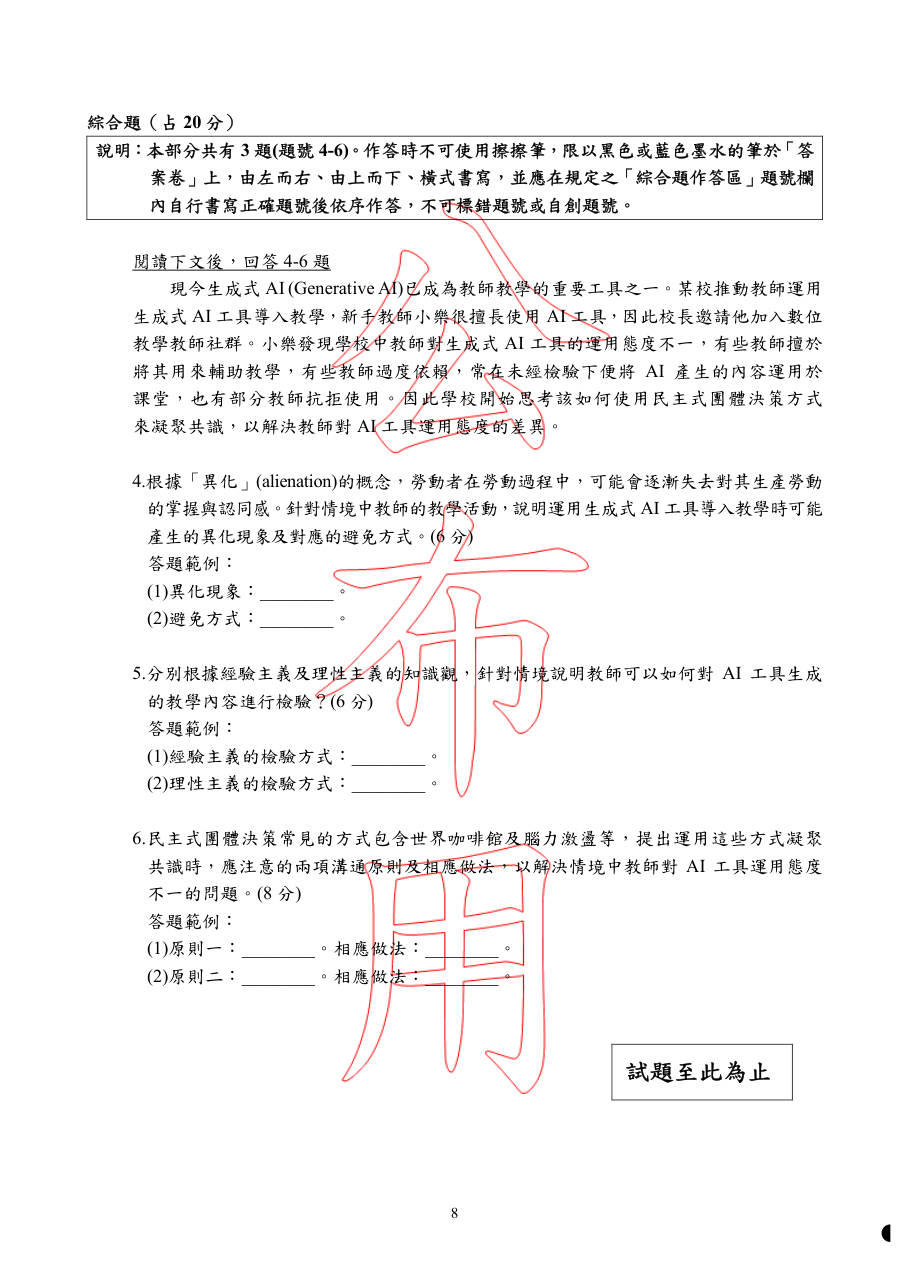 綜合題（占 20 分）
說明：本部分共有 3 題(題號 4-6)。作答時不可使用擦擦筆，限以黑色或藍色墨水的筆於「答
案卷」上，由左而右、由上而下、橫式書寫，並應在規定之「綜合題作答區」題號欄
內自行書寫正確題號後依序作答，不可標錯題號或自創題號。
閱讀下文後，回答 4-6 題
現今生成式 AI (Generative AI)已成為教師教學的重要工具之一。某校推動教師運用
生成式 AI 工具導入教學，新手教師小樂很擅長使用 AI 工具，因此校長邀請他加入數位
教學教師社群。小樂發現學校中教師對生成式 AI 工具的運用態度不一，有些教師擅於
將其用來輔助教學，有些教師過度依賴，常在未經檢驗下便將 AI 產生的內容運用於
課堂，也有部分教師抗拒使用。因此學校開始思考該如何使用民主式團體決策方式
來凝聚共識，以解決教師對 AI 工具運用態度的差異。
4.根據「異化」(alienation)的概念，勞動者在勞動過程中，可能會逐漸失去對其生產勞動
的掌握與認同感。針對情境中教師的教學活動，說明運用生成式 AI 工具導入教學時可能
產生的異化現象及對應的避免方式。(6 分)
答題範例：
(1)異化現象：________。
(2)避免方式：________。
5.分別根據經驗主義及理性主義的知識觀，針對情境說明教師可以如何對 AI 工具生成
的教學內容進行檢驗？(6 分)
答題範例：
(1)經驗主義的檢驗方式：________。
(2)理性主義的檢驗方式：________。
6.民主式團體決策常見的方式包含世界咖啡館及腦力激盪等，提出運用這些方式凝聚
共識時，應注意的兩項溝通原則及相應做法，以解決情境中教師對 AI 工具運用態度
不一的問題。(8 分)
答題範例：
(1)原則一：________。相應做法：________。
(2)原則二：________。相應做法：________。
試題至此為止
8
公布用